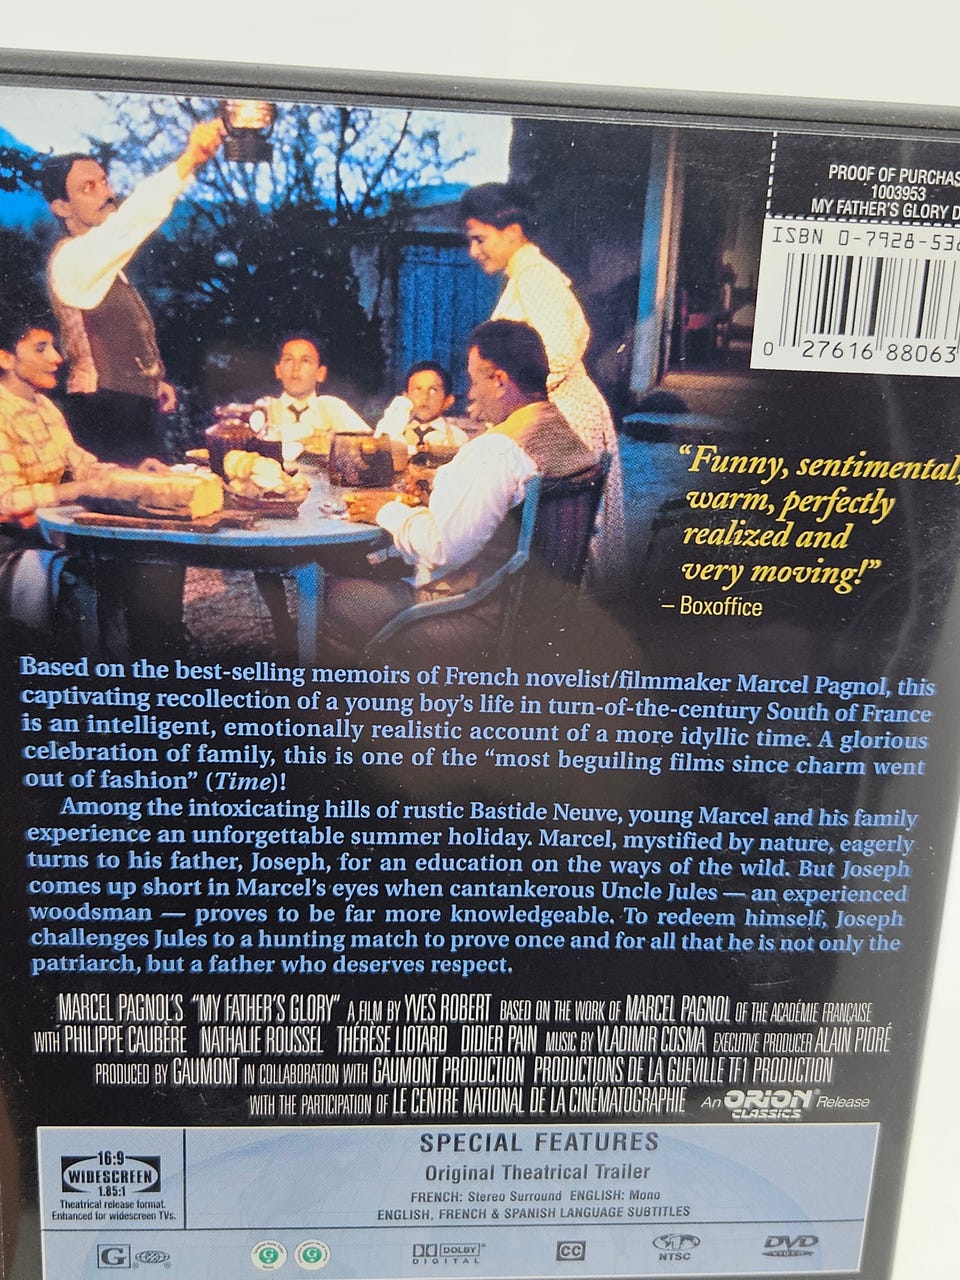 PROOF OF PURCHAS
1003953
MY FATHER'S GLORY D
ISBN 0-7928-536
0 27616 88063
"Funny, sentimental,
warm, perfectly
realized and
very moving!"
– Boxoffice
Based on the best-selling memoirs of French novelist/filmmaker Marcel Pagnol, this
captivating recollection of a young boy's life in turn-of-the-century South of France
is an intelligent, emotionally realistic account of a more idyllic time. A glorious
celebration of family, this is one of the "most beguiling films since charm went
out of fashion" (Time)!
Among the intoxicating hills of rustic Bastide Neuve, young Marcel and his family
experience an unforgettable summer holiday. Marcel, mystified by nature, eagerly
turns to his father, Joseph, for an education on the ways of the wild. But Joseph
comes up short in Marcel's eyes when cantankerous Uncle Jules — an experienced
woodsman — proves to be far more knowledgeable. To redeem himself, Joseph
challenges Jules to a hunting match to prove once and for all that he is not only the
patriarch, but a father who deserves respect.
MARCEL PAGNOL'S "MY FATHER'S GLORY" A FILM BY YVES ROBERT BASED ON THE WORK OF MARCEL PAGNOL OF THE ACADÉMIE FRANÇAISE
WITH PHILIPPE CAUBÈRE NATHALIE ROUSSEL THÉRÈSE LIOTARD DIDIER PAIN MUSIC BY VLADIMIR COSMA EXECUTIVE PRODUCER ALAIN PIORÉ
PRODUCED BY GAUMONT IN COLLABORATION WITH GAUMONT PRODUCTION PRODUCTIONS DE LA GUEVILLE TF1 PRODUCTION
WITH THE PARTICIPATION OF LE CENTRE NATIONAL DE LA CINÉMATOGRAPHIE An ORION® Release
CLASSICS
SPECIAL FEATURES
16:9
WIDESCREEN
1.85:1
Theatrical release format.
Enhanced for widescreen TVs.
Original Theatrical Trailer
FRENCH: Stereo Surround ENGLISH: Mono
ENGLISH, FRENCH & SPANISH LANGUAGE SUBTITLES
G ® G G DOLBY® CC NTSC DVD
DIGITAL VIDEO